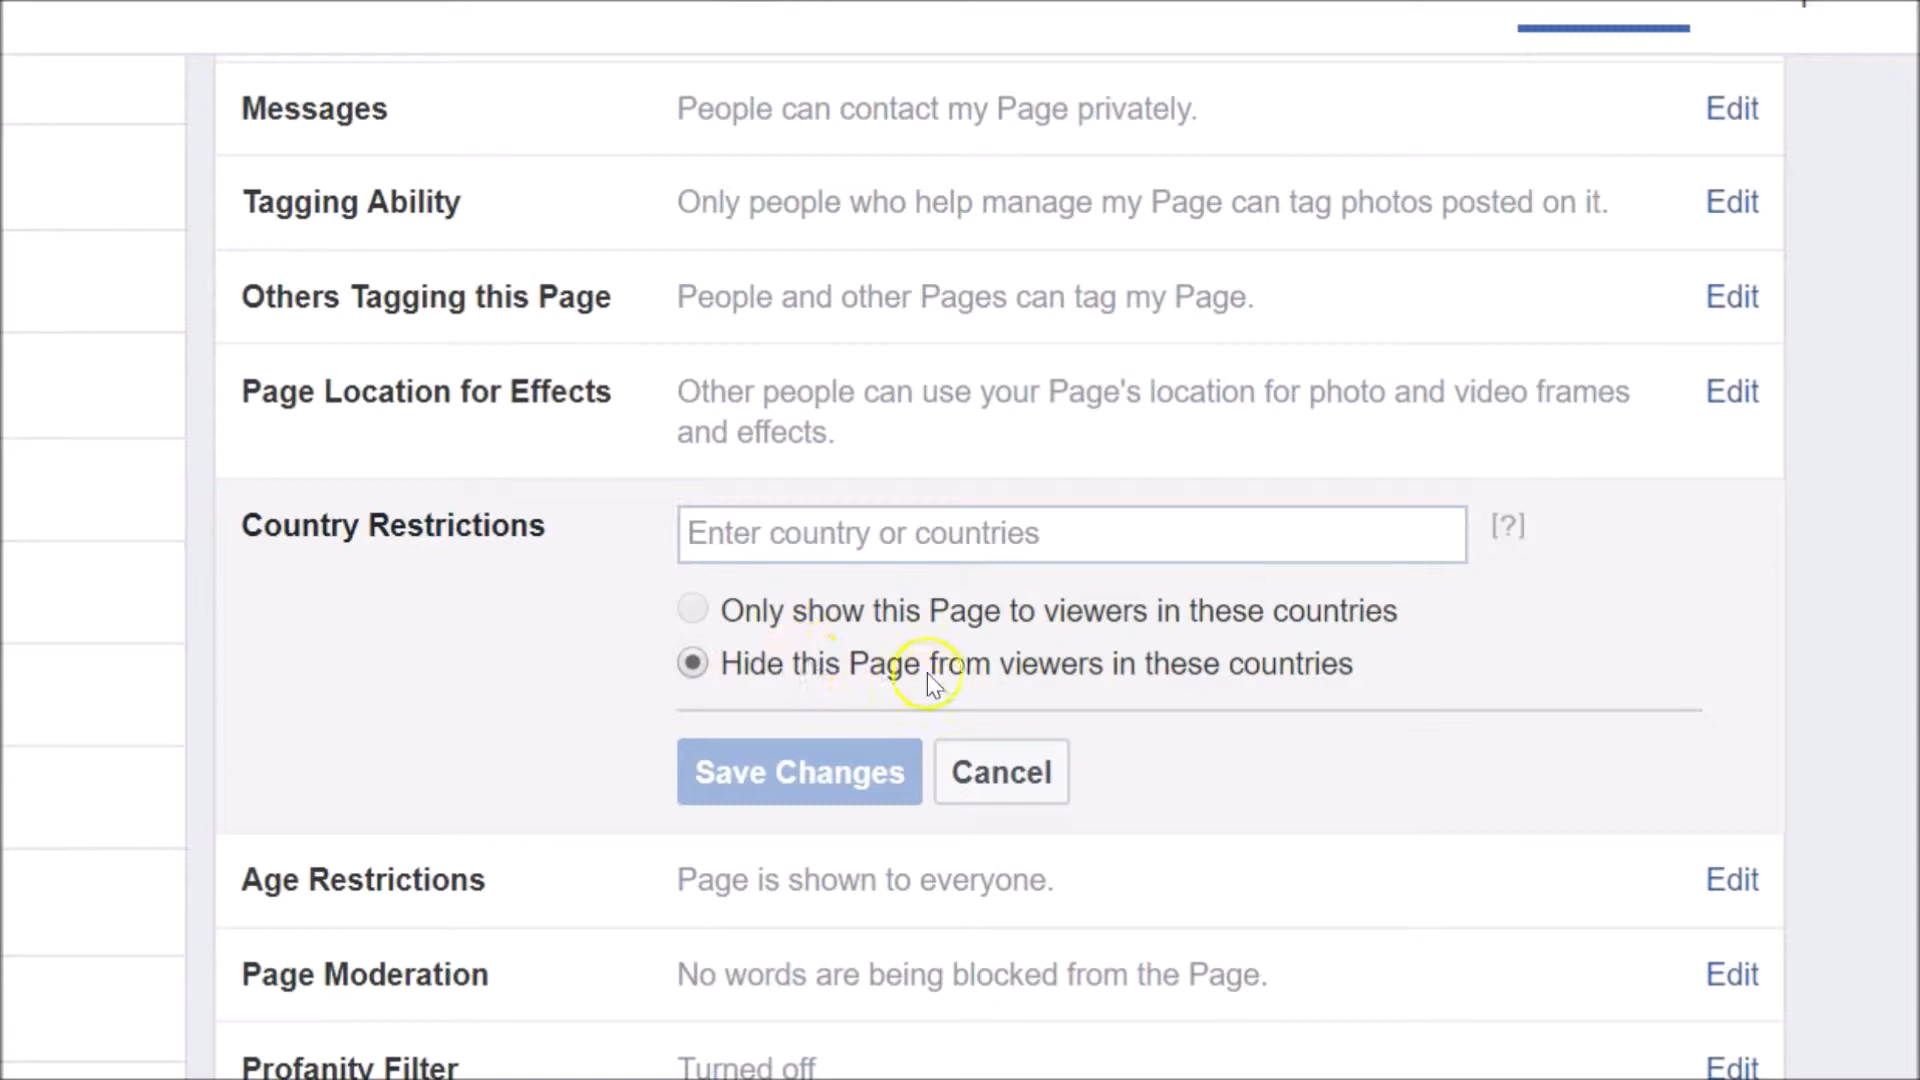 Messages People can contact my Page privately. Edit
Tagging Ability Only people who help manage my Page can tag photos posted on it. Edit
Others Tagging this Page People and other Pages can tag my Page. Edit
Page Location for Effects Other people can use your Page's location for photo and video frames Edit
and effects.
Country Restrictions Enter country or countries [?]
Only show this Page to viewers in these countries
Hide this Page from viewers in these countries
Save Changes Cancel
Age Restrictions Page is shown to everyone. Edit
Page Moderation No words are being blocked from the Page. Edit
Profanity Filter Turned off Edit